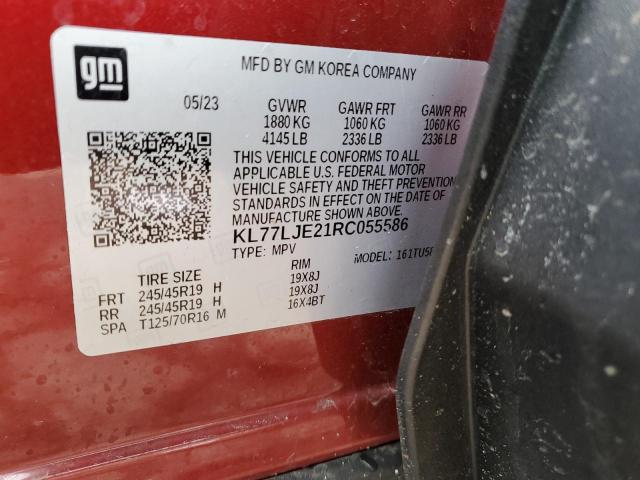 gm
MFD BY GM KOREA COMPANY
05/23 GVWR GAWR FRT GAWR RR
1880 KG 1060 KG 1060 KG
4145 LB 2336 LB 2336 LB
THIS VEHICLE CONFORMS TO ALL
APPLICABLE U.S. FEDERAL MOTOR
VEHICLE SAFETY AND THEFT PREVENTION
STANDARDS IN EFFECT ON THE DATE OF
MANUFACTURE SHOWN ABOVE.
KL77LJE21RC055586
TYPE: MPV MODEL:
TIRE SIZE RIM
FRT 245/45R19 H 19X8J
RR 245/45R19 H 19X8J
SPA T125/70R16 M 16X4BT